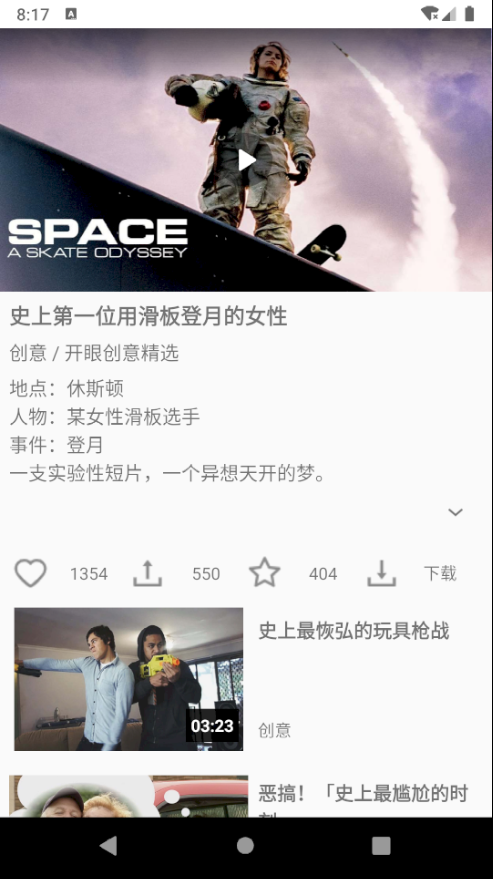 8:17
A
SPACE
A SKATE ODYSSEY
史上第一位用滑板登月的女性
创意 / 开眼创意精选
地点：休斯顿
人物：某女性滑板选手
事件：登月
一支实验性短片，一个异想天开的梦。
1354
550
404
下载
史上最恢弘的玩具枪战
03:23
创意
恶搞！「史上最尴尬的时